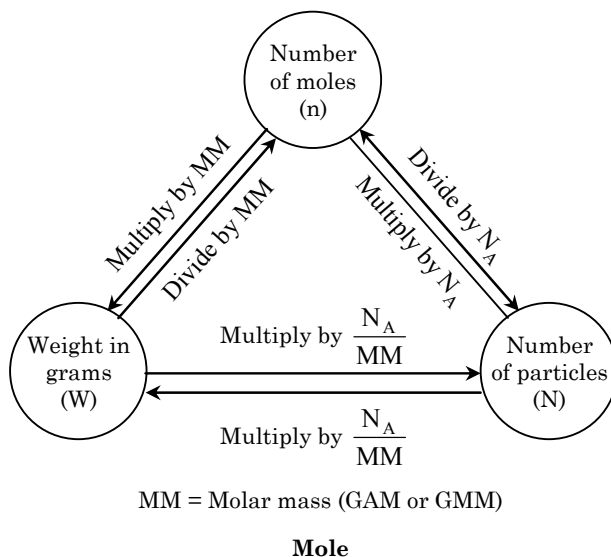 Number
of moles
(n)
Multiply by MM
Divide by MM
Divide by N_A
Multiply by N_A
Weight in
grams
(W)
Multiply by N_A/MM
Number
of particles
(N)
Multiply by N_A/MM
MM = Molar mass (GAM or GMM)
Mole